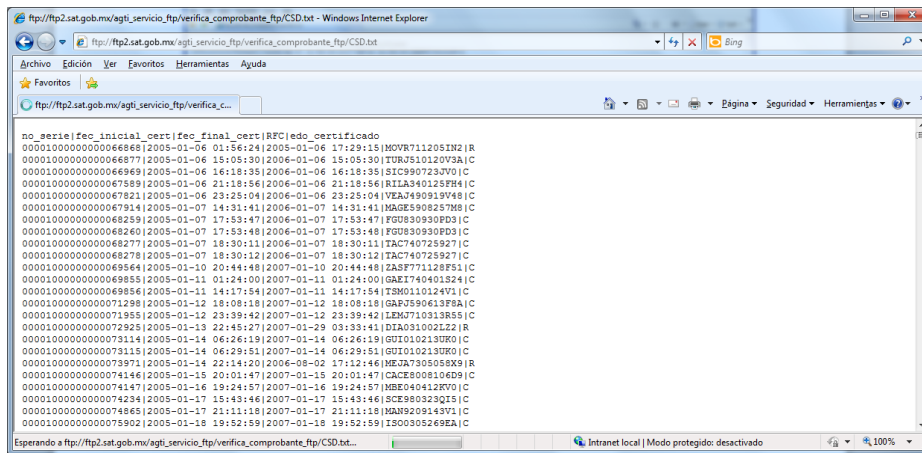 ftp://ftp2.sat.gob.mx/agti_servicio_ftp/verifica_comprobante_ftp/CSD.txt - Windows Internet Explorer
ftp://ftp2.sat.gob.mx/agti_servicio_ftp/verifica_comprobante_ftp/CSD.txt
Bing
Archivo Edición Ver Favoritos Herramientas Ayuda
Favoritos
ftp://ftp2.sat.gob.mx/agti_servicio_ftp/verifica_c... Página Seguridad Herramientas
no_serie|fec_inicial_cert|fec_final_cert|RFC|edo_certificado
00001000000000066868|2005-01-06 01:56:24|2005-01-06 17:29:15|MOVR711205IN2|R
00001000000000066877|2005-01-06 15:05:30|2006-01-06 15:05:30|TURJ510120V3A|C
00001000000000066969|2005-01-06 16:18:35|2006-01-06 16:18:35|SIC990723JV0|C
00001000000000067589|2005-01-06 21:18:56|2006-01-06 21:18:56|RILA340125FH4|C
00001000000000067821|2005-01-06 23:25:04|2006-01-06 23:25:04|VEAJ490919V48|C
00001000000000067914|2005-01-07 14:31:41|2006-01-07 14:31:41|MAGE5908257M8|C
00001000000000068259|2005-01-07 17:53:47|2006-01-07 17:53:47|FGU830930PD3|C
00001000000000068260|2005-01-07 17:53:48|2006-01-07 17:53:48|FGU830930PD3|C
00001000000000068277|2005-01-07 18:30:11|2006-01-07 18:30:11|TAC740725927|C
00001000000000068278|2005-01-07 18:30:12|2006-01-07 18:30:12|TAC740725927|C
00001000000000069564|2005-01-10 20:44:48|2007-01-10 20:44:48|ZASF771128F51|C
00001000000000069855|2005-01-11 01:24:00|2007-01-11 01:24:00|GAEI740401S24|C
00001000000000069856|2005-01-11 14:17:54|2007-01-11 14:17:54|TSM0110124V1|C
00001000000000071298|2005-01-12 18:08:18|2007-01-12 18:08:18|GAPJ590613F8A|C
00001000000000071955|2005-01-12 23:39:42|2007-01-12 23:39:42|LEMJ710313R55|C
00001000000000072925|2005-01-13 22:45:27|2007-01-29 03:33:41|DIA031002LZ2|R
00001000000000073114|2005-01-14 06:26:19|2007-01-14 06:26:19|GUI010213UK0|C
00001000000000073115|2005-01-14 06:29:51|2007-01-14 06:29:51|GUI010213UK0|C
00001000000000073971|2005-01-14 22:14:20|2006-08-02 17:12:46|MEJA7305058X9|R
00001000000000074146|2005-01-15 20:01:47|2007-01-15 20:01:47|CACE8008106D9|C
00001000000000074147|2005-01-16 19:24:57|2007-01-16 19:24:57|MBE040412KV0|C
00001000000000074234|2005-01-17 15:43:46|2007-01-17 15:43:46|SCE980323QI5|C
00001000000000074865|2005-01-17 21:11:18|2007-01-17 21:11:18|MAN9209143V1|C
00001000000000075902|2005-01-18 19:52:59|2007-01-18 19:52:59|ISO0305269EA|C
Esperando a ftp://ftp2.sat.gob.mx/agti_servicio_ftp/verifica_comprobante_ftp/CSD.txt... Intranet local | Modo protegido: desactivado 100%